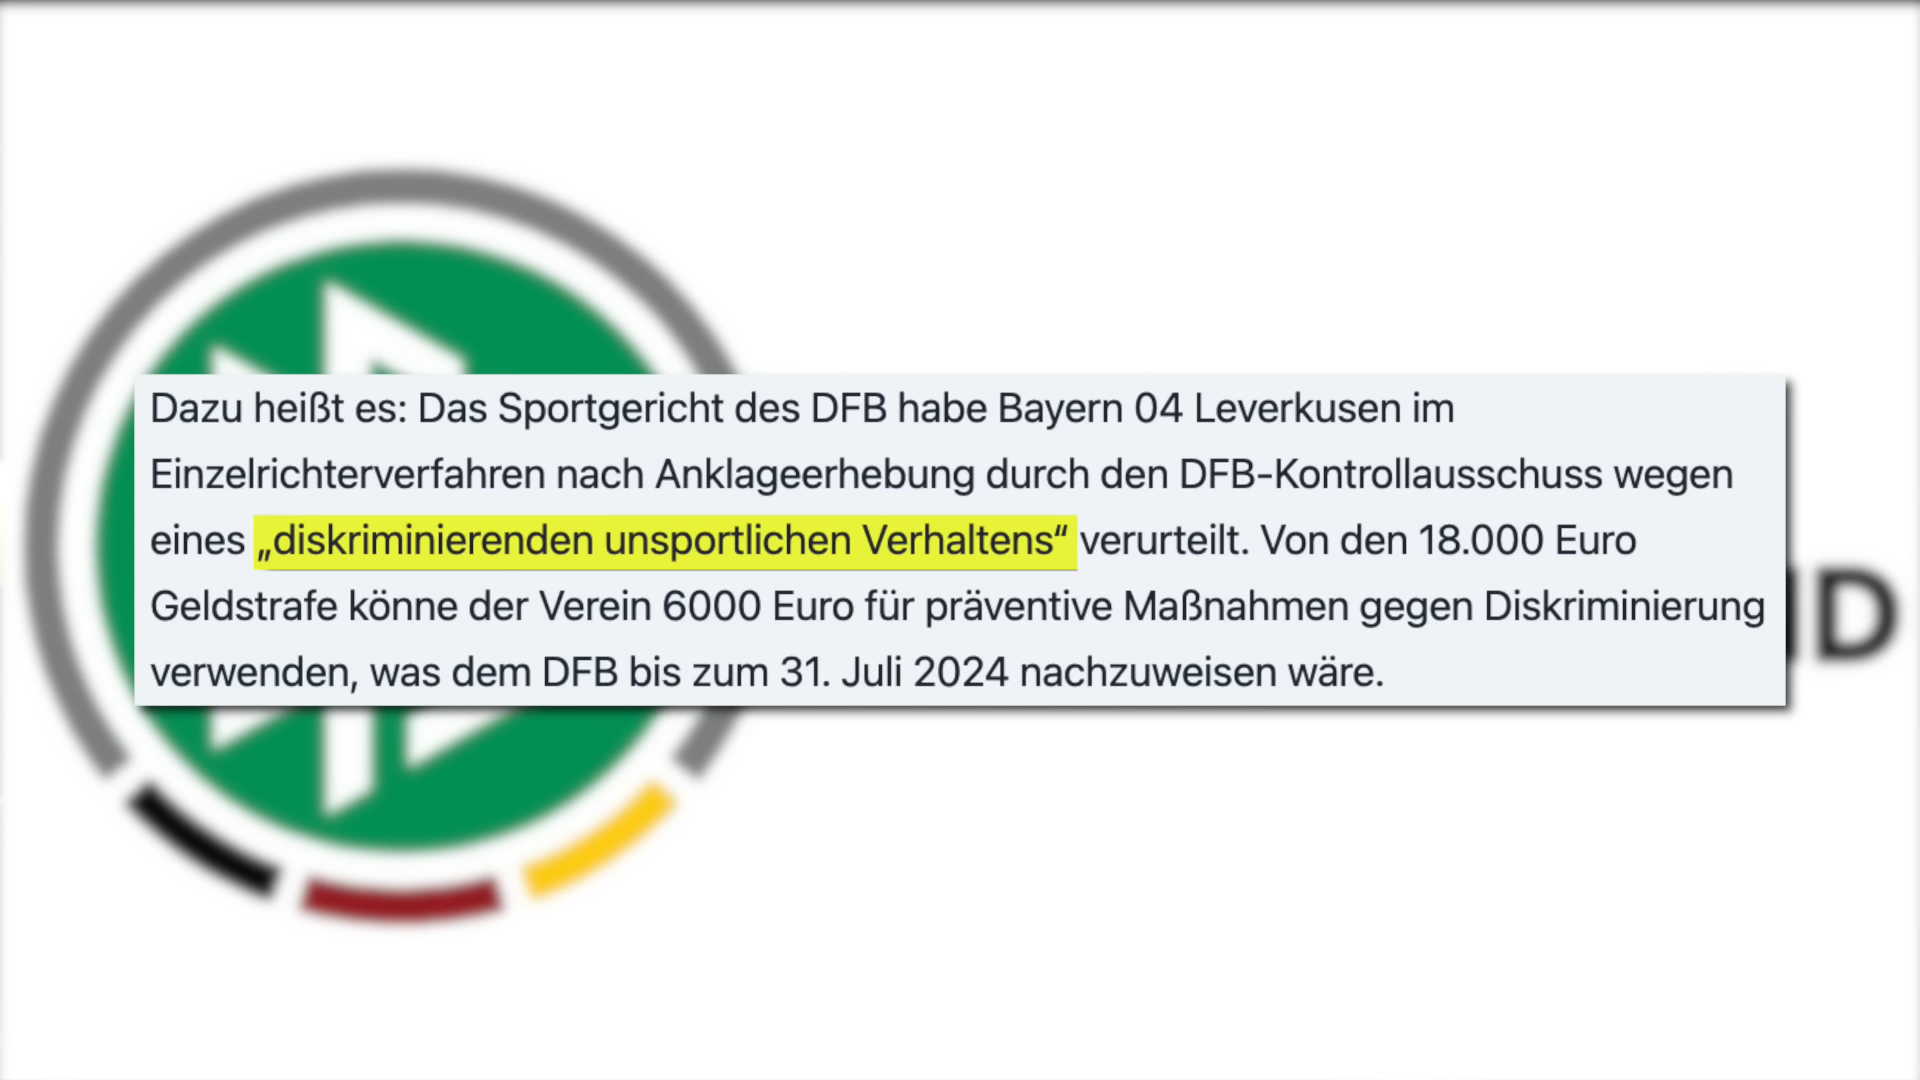 Dazu heißt es: Das Sportgericht des DFB habe Bayern 04 Leverkusen im
Einzelrichterverfahren nach Anklageerhebung durch den DFB-Kontrollausschuss wegen
eines „diskriminierenden unsportlichen Verhaltens“ verurteilt. Von den 18.000 Euro
Geldstrafe könne der Verein 6000 Euro für präventive Maßnahmen gegen Diskriminierung
verwenden, was dem DFB bis zum 31. Juli 2024 nachzuweisen wäre.